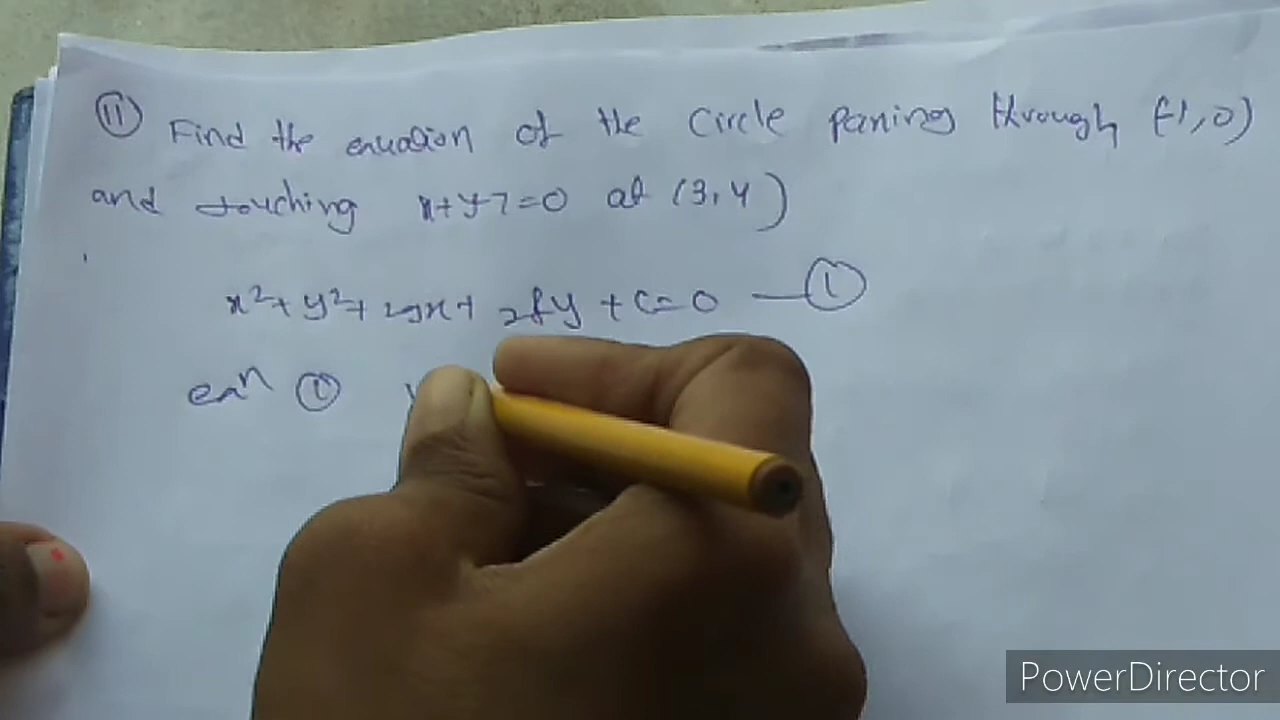 ⑪ Find the equation of the Circle passing through (-1,0)
and touching x+y-7=0 at (3,4)
x²+y²+2gx+2fy+c=0 —①
eqⁿ ①
PowerDirector